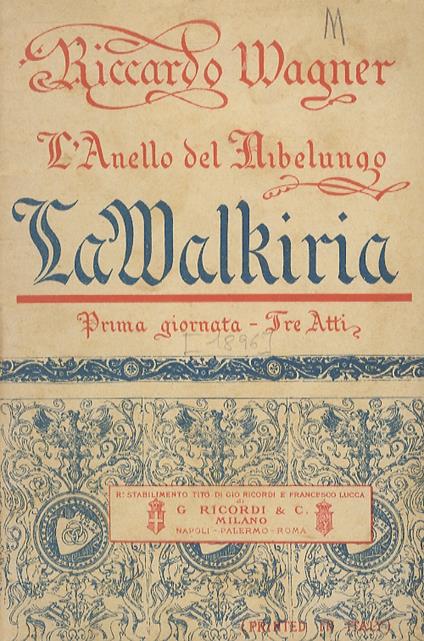 M
Riccardo Wagner
L'Anello del Nibelungo
La Walkiria
Prima giornata - Tre Atti
[1896]
R. STABILIMENTO TITO DI GIO RICORDI E FRANCESCO LUCCA
di
G RICORDI & C.
MILANO
NAPOLI - PALERMO - ROMA
(PRINTED IN ITALY)